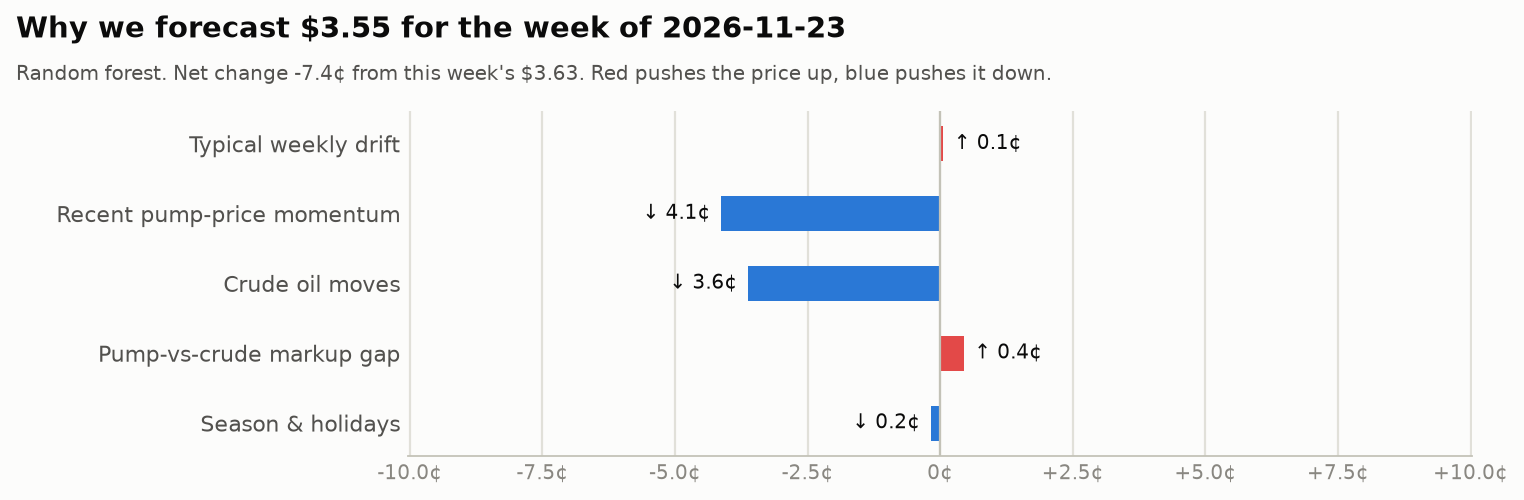 Why we forecast $3.55 for the week of 2026-11-23
Random forest. Net change -7.4¢ from this week's $3.63. Red pushes the price up, blue pushes it down.
Typical weekly drift ↑ 0.1¢
Recent pump-price momentum ↓ 4.1¢
Crude oil moves ↓ 3.6¢
Pump-vs-crude markup gap ↑ 0.4¢
Season & holidays ↓ 0.2¢
-10.0¢ -7.5¢ -5.0¢ -2.5¢ 0¢ +2.5¢ +5.0¢ +7.5¢ +10.0¢